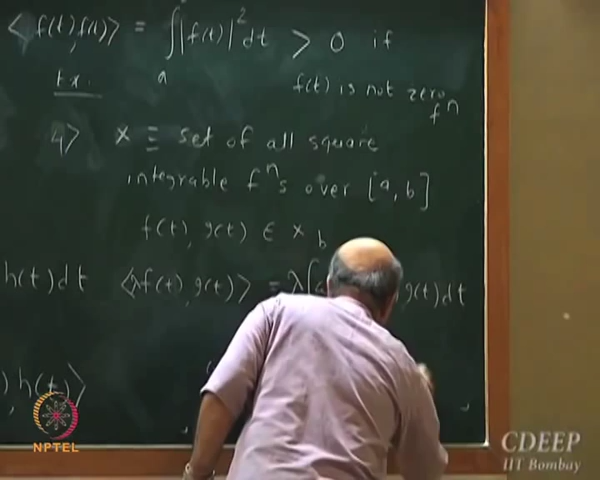 ⟨f(t), f(t)⟩ = ∫|f(t)|² dt > 0 if
a
f(t) is not zero fⁿ
Ex.
4⟩ X ≡ set of all square
integrable fⁿs over [a, b]
f(t), g(t) ∈ X
b
h(t)dt ⟨λf(t), g(t)⟩ = λ∫ g(t)dt
), h(t)⟩
NPTEL
CDEEP
IIT Bombay